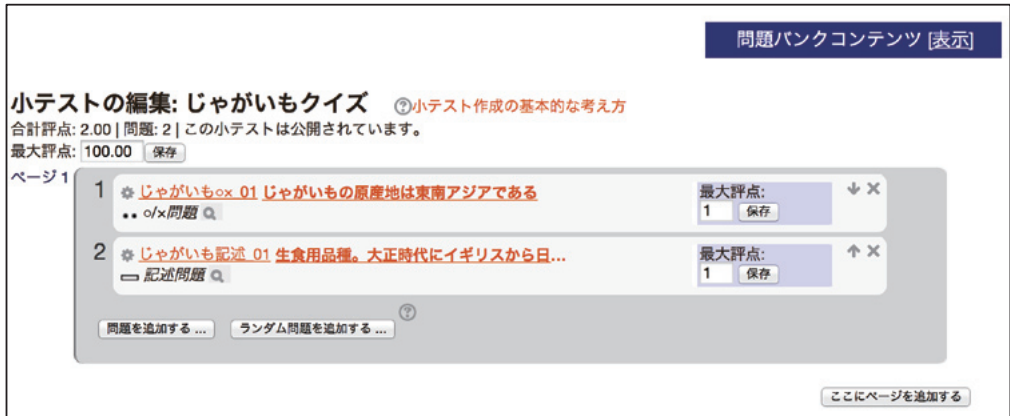 問題バンクコンテンツ [表示]
小テストの編集: じゃがいもクイズ ?小テスト作成の基本的な考え方
合計評点: 2.00 | 問題: 2 | この小テストは公開されています。
最大評点: 100.00 保存
ページ 1
1 じゃがいも○×_01 じゃがいもの原産地は東南アジアである 最大評点:
○/×問題 1 保存
2 じゃがいも記述_01 生食用品種。大正時代にイギリスから日... 最大評点:
記述問題 1 保存
問題を追加する ... ランダム問題を追加する ... ?
ここにページを追加する